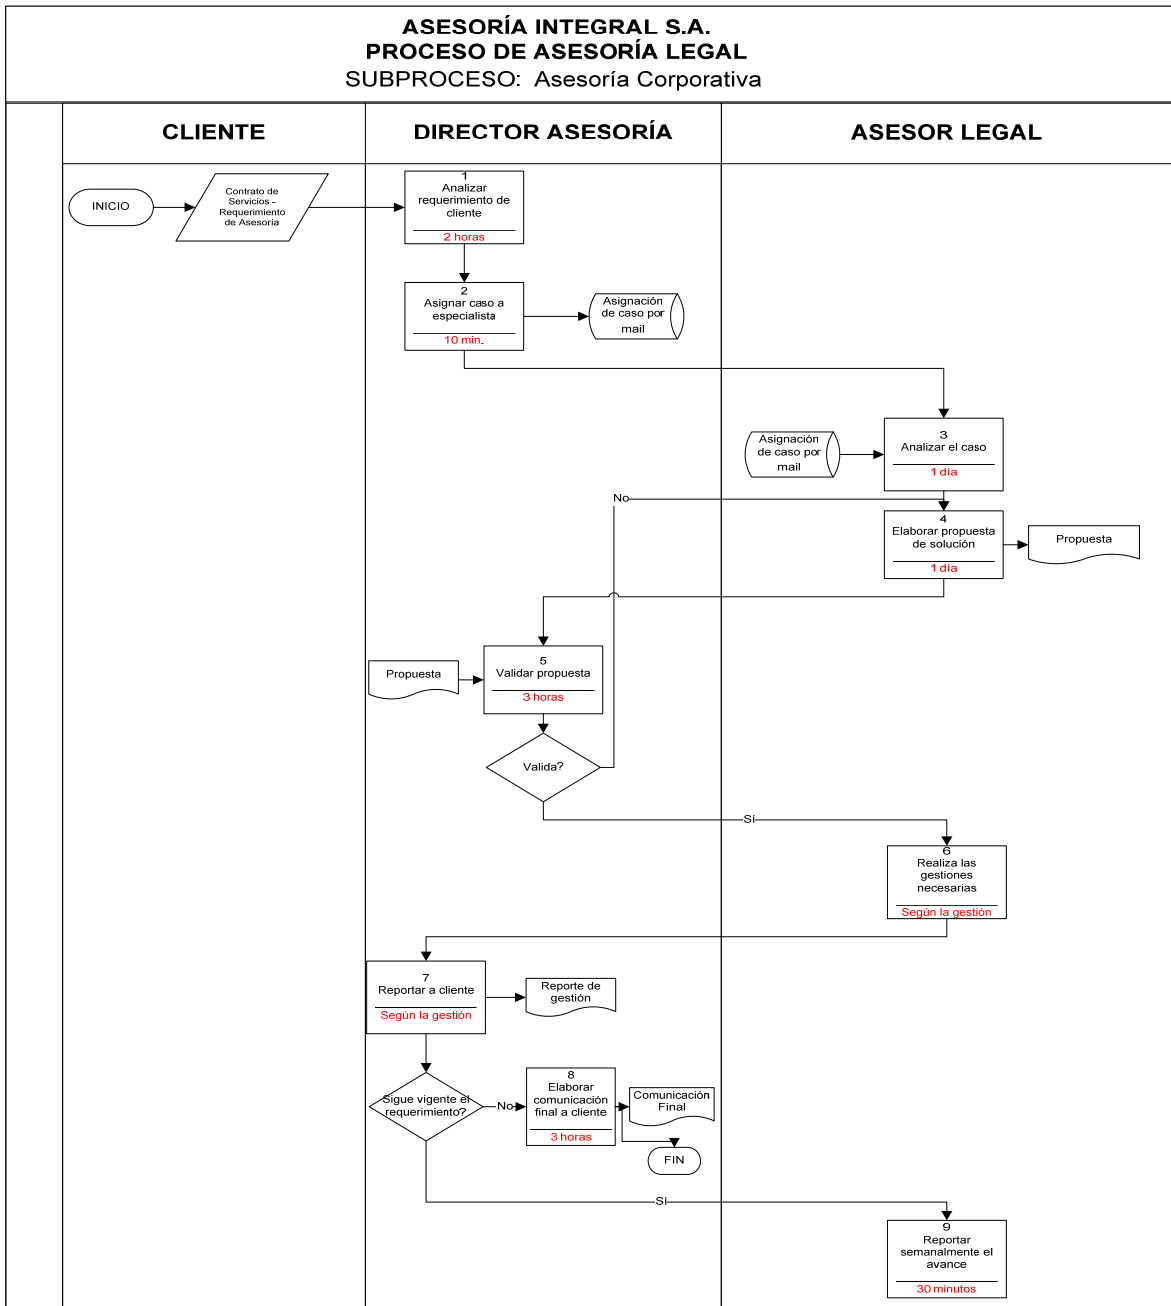 ASESORÍA INTEGRAL S.A.
PROCESO DE ASESORÍA LEGAL
SUBPROCESO: Asesoría Corporativa
CLIENTE
DIRECTOR ASESORÍA
ASESOR LEGAL
INICIO
Contrato de
Servicios –
Requerimiento
de Asesoría
1
Analizar
requerimiento de
cliente
2 horas
2
Asignar caso a
especialista
10 min.
Asignación
de caso por
mail
Asignación
de caso por
mail
3
Analizar el caso
1 día
No
4
Elaborar propuesta
de solución
1 día
Propuesta
Propuesta
5
Validar propuesta
3 horas
Valida?
Sí
6
Realiza las
gestiones
necesarias
Según la gestión
7
Reportar a cliente
Según la gestión
Reporte de
gestión
Sigue vigente el
requerimiento?
No
8
Elaborar
comunicación
final a cliente
3 horas
Comunicación
Final
FIN
Sí
9
Reportar
semanalmente el
avance
30 minutos